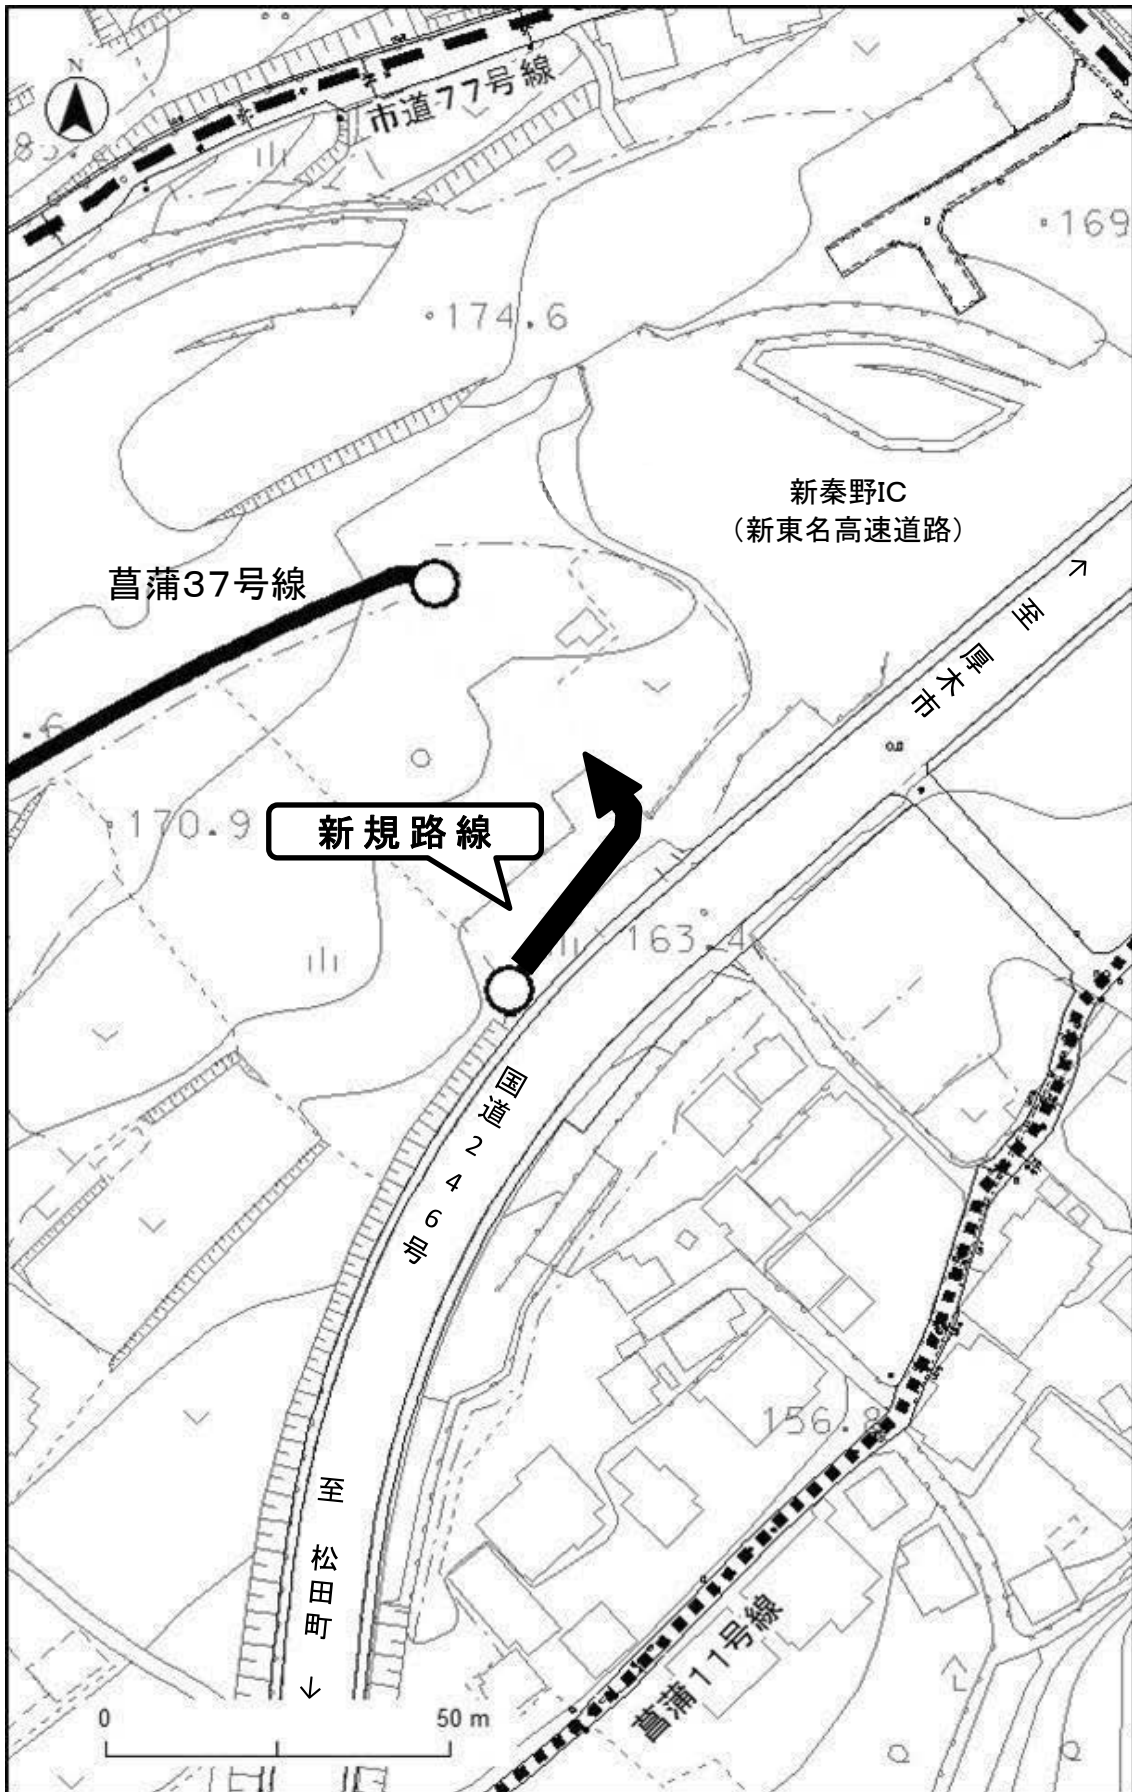 N
市道77号線
169
174.6
新秦野IC
（新東名高速道路）
菖蒲37号線
至 厚木市
170.9
新規路線
163.4
国道246号
156.8
至 松田町
菖蒲11号線
0 50 m